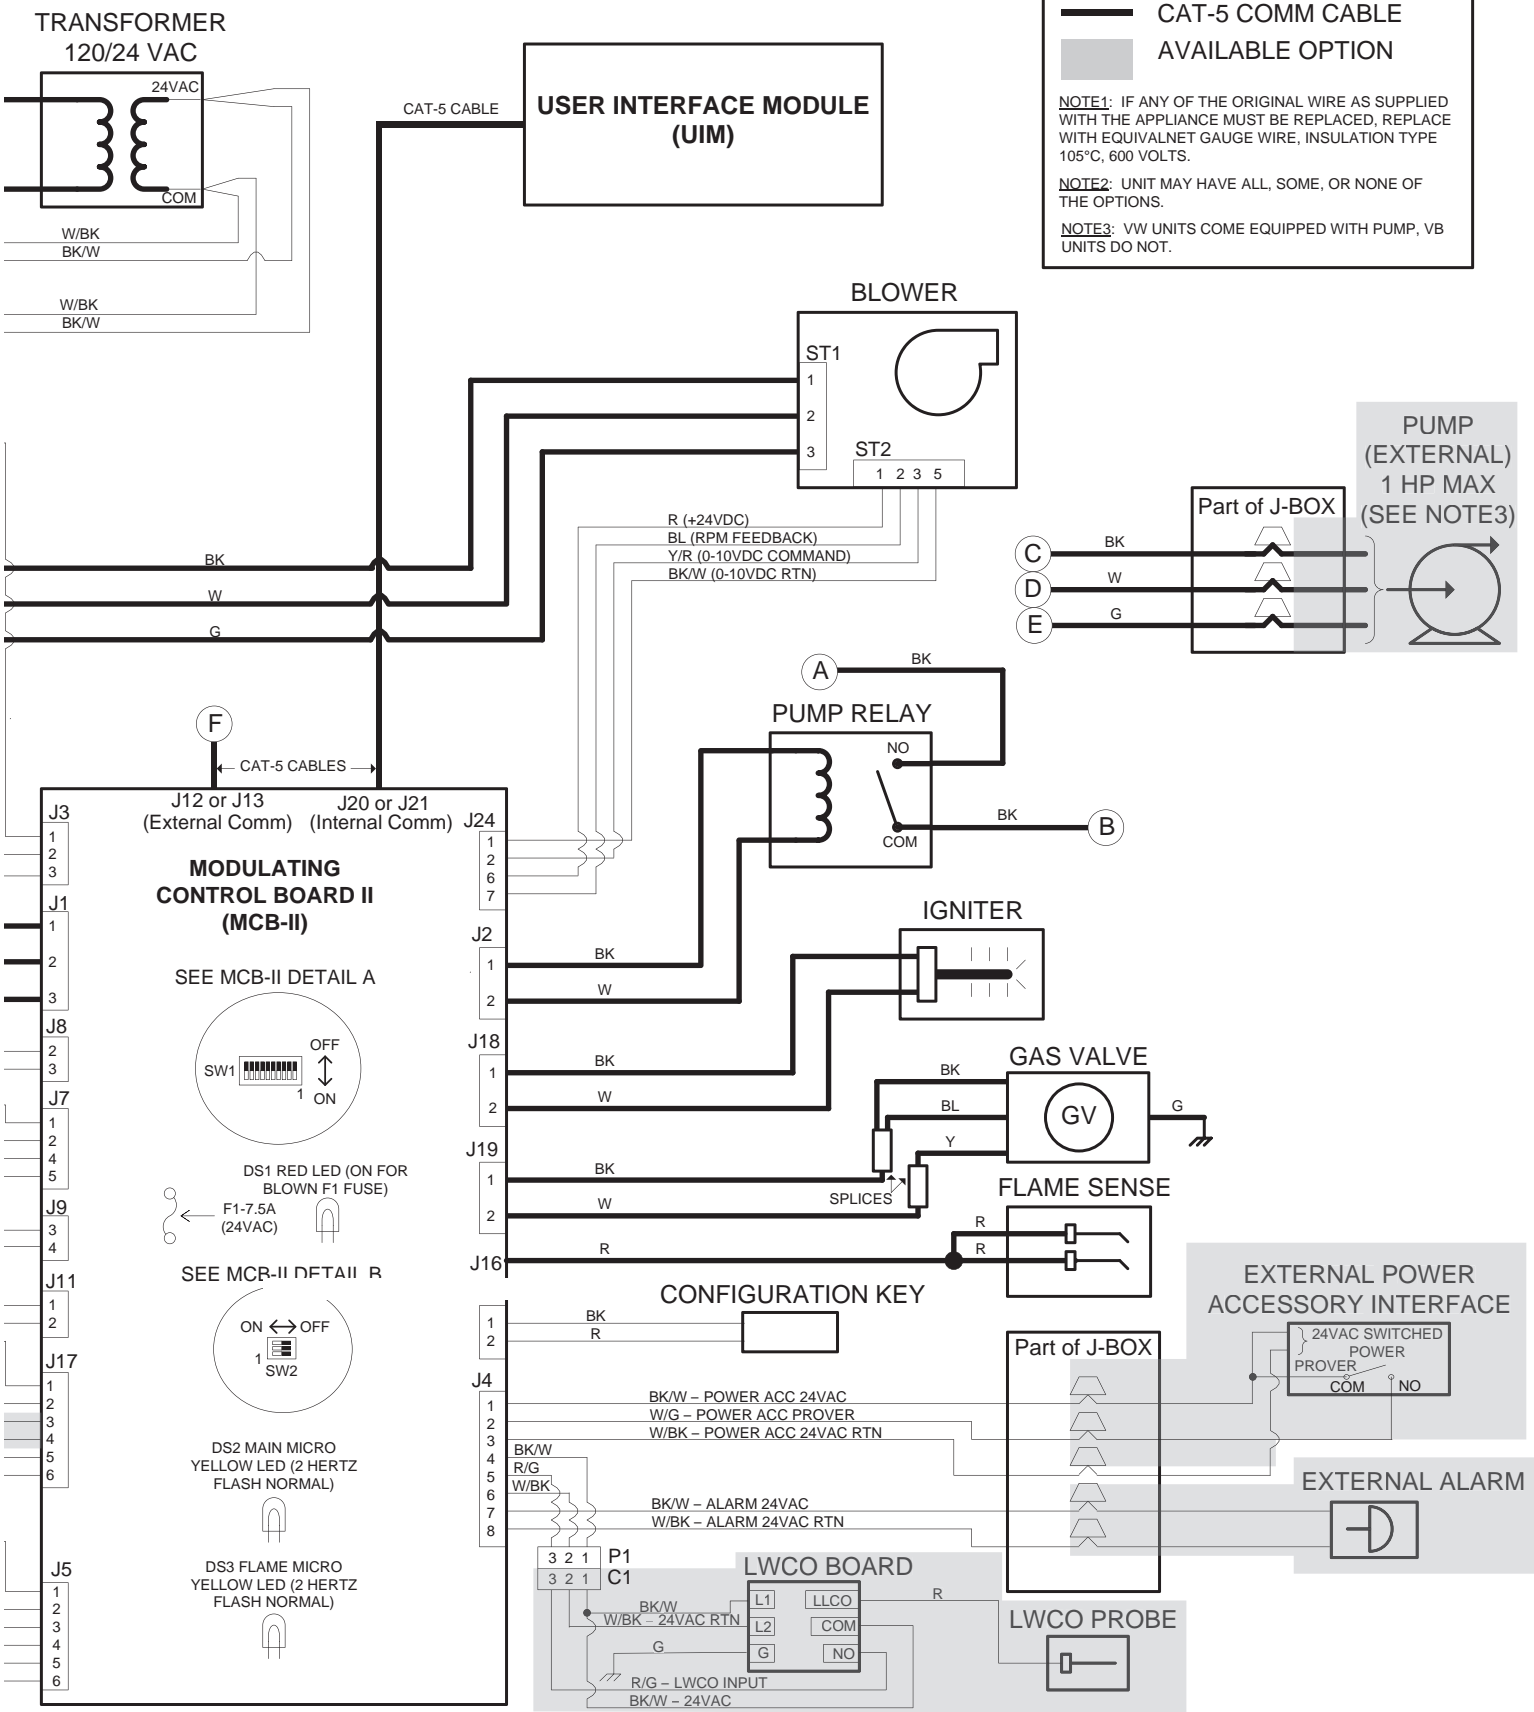 TRANSFORMER
120/24 VAC
24VAC
COM
W/BK
BK/W
W/BK
BK/W
CAT-5 CABLE
USER INTERFACE MODULE
(UIM)
CAT-5 COMM CABLE
AVAILABLE OPTION
NOTE1: IF ANY OF THE ORIGINAL WIRE AS SUPPLIED
WITH THE APPLIANCE MUST BE REPLACED, REPLACE
WITH EQUIVALNET GAUGE WIRE, INSULATION TYPE
105°C, 600 VOLTS.
NOTE2: UNIT MAY HAVE ALL, SOME, OR NONE OF
THE OPTIONS.
NOTE3: VW UNITS COME EQUIPPED WITH PUMP, VB
UNITS DO NOT.
BLOWER
ST1
1
2
3
ST2
1 2 3 5
R (+24VDC)
BL (RPM FEEDBACK)
Y/R (0-10VDC COMMAND)
BK/W (0-10VDC RTN)
BK
W
G
PUMP
(EXTERNAL)
1 HP MAX
(SEE NOTE3)
Part of J-BOX
C
BK
D
W
E
G
A
BK
PUMP RELAY
NO
COM
BK
B
F
CAT-5 CABLES
J12 or J13
(External Comm)
J20 or J21
(Internal Comm)
MODULATING
CONTROL BOARD II
(MCB-II)
J3
1
2
3
J1
1
2
3
J8
2
3
J7
1
2
4
5
J9
3
4
J11
1
2
J17
1
2
3
4
5
6
J5
1
2
3
4
5
6
SEE MCB-II DETAIL A
SW1
OFF
1
ON
DS1 RED LED (ON FOR
BLOWN F1 FUSE)
F1-7.5A
(24VAC)
SEE MCB-II DETAIL B
ON
OFF
1
SW2
DS2 MAIN MICRO
YELLOW LED (2 HERTZ
FLASH NORMAL)
DS3 FLAME MICRO
YELLOW LED (2 HERTZ
FLASH NORMAL)
J24
1
2
6
7
J2
1
2
BK
W
J18
1
2
BK
W
IGNITER
J19
1
2
BK
W
SPLICES
GAS VALVE
BK
BL
Y
GV
G
J16
R
FLAME SENSE
R
R
CONFIGURATION KEY
1
2
BK
R
J4
1
2
3
4
5
6
7
8
BK/W – POWER ACC 24VAC
W/G – POWER ACC PROVER
W/BK – POWER ACC 24VAC RTN
BK/W
R/G
W/BK
BK/W – ALARM 24VAC
W/BK – ALARM 24VAC RTN
Part of J-BOX
EXTERNAL POWER
ACCESSORY INTERFACE
24VAC SWITCHED
POWER
PROVER
COM
NO
EXTERNAL ALARM
3 2 1 P1
3 2 1 C1
LWCO BOARD
L1
L2
G
LLCO
COM
NO
BK/W
W/BK – 24VAC RTN
G
R/G – LWCO INPUT
BK/W – 24VAC
R
LWCO PROBE